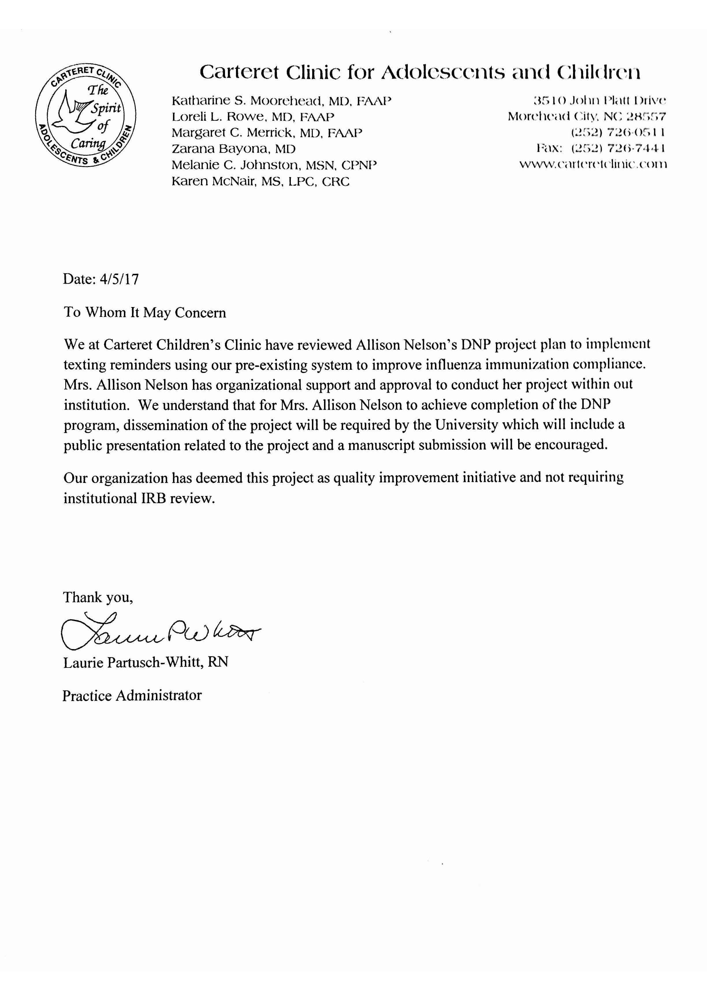 CARTERET CLINIC
The
Spirit
of
Caring
ADOLESCENTS & CHILDREN
Carteret Clinic for Adolescents and Children
Katharine S. Moorehead, MD, FAAP
Loreli L. Rowe, MD, FAAP
Margaret C. Merrick, MD, FAAP
Zarana Bayona, MD
Melanie C. Johnston, MSN, CPNP
Karen McNair, MS, LPC, CRC
3510 John Platt Drive
Morehead City, NC 28557
(252) 726-0511
Fax: (252) 726-7441
www.carteretclinic.com
Date: 4/5/17
To Whom It May Concern
We at Carteret Children's Clinic have reviewed Allison Nelson's DNP project plan to implement
texting reminders using our pre-existing system to improve influenza immunization compliance.
Mrs. Allison Nelson has organizational support and approval to conduct her project within out
institution.  We understand that for Mrs. Allison Nelson to achieve completion of the DNP
program, dissemination of the project will be required by the University which will include a
public presentation related to the project and a manuscript submission will be encouraged.
Our organization has deemed this project as quality improvement initiative and not requiring
institutional IRB review.
Thank you,
Laurie Partusch-Whitt, RN
Practice Administrator